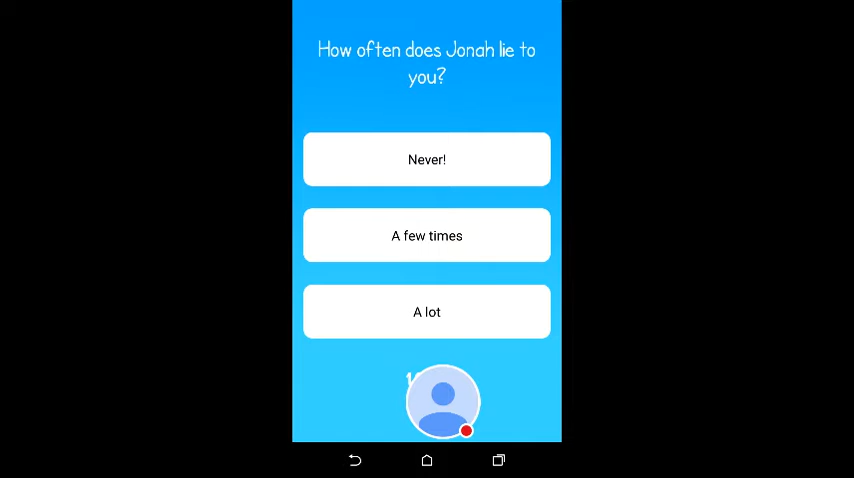 How often does Jonah lie to
you?
Never!
A few times
A lot